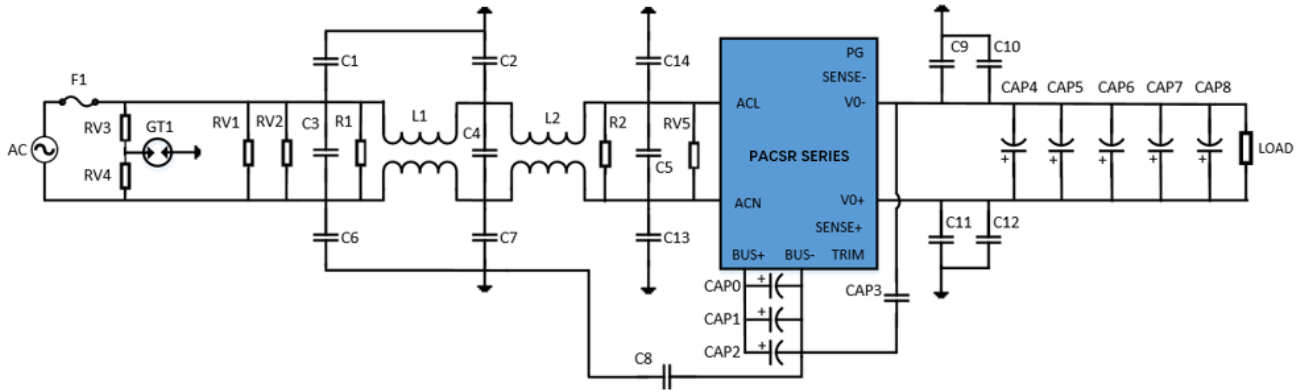 PG
C1
C2
C14
C9
C10
F1
SENSE-
CAP4
CAP5
CAP6
CAP7
CAP8
ACL
V0-
RV3
GT1
RV1
RV2
C3
R1
L1
C4
L2
R2
RV5
AC
PACSR SERIES
LOAD
RV4
C5
ACN
V0+
SENSE+
C6
C7
C13
C11
C12
BUS+
BUS-
TRIM
CAP0
+
CAP3
CAP1
+
CAP2
+
C8
+
+
+
+
+